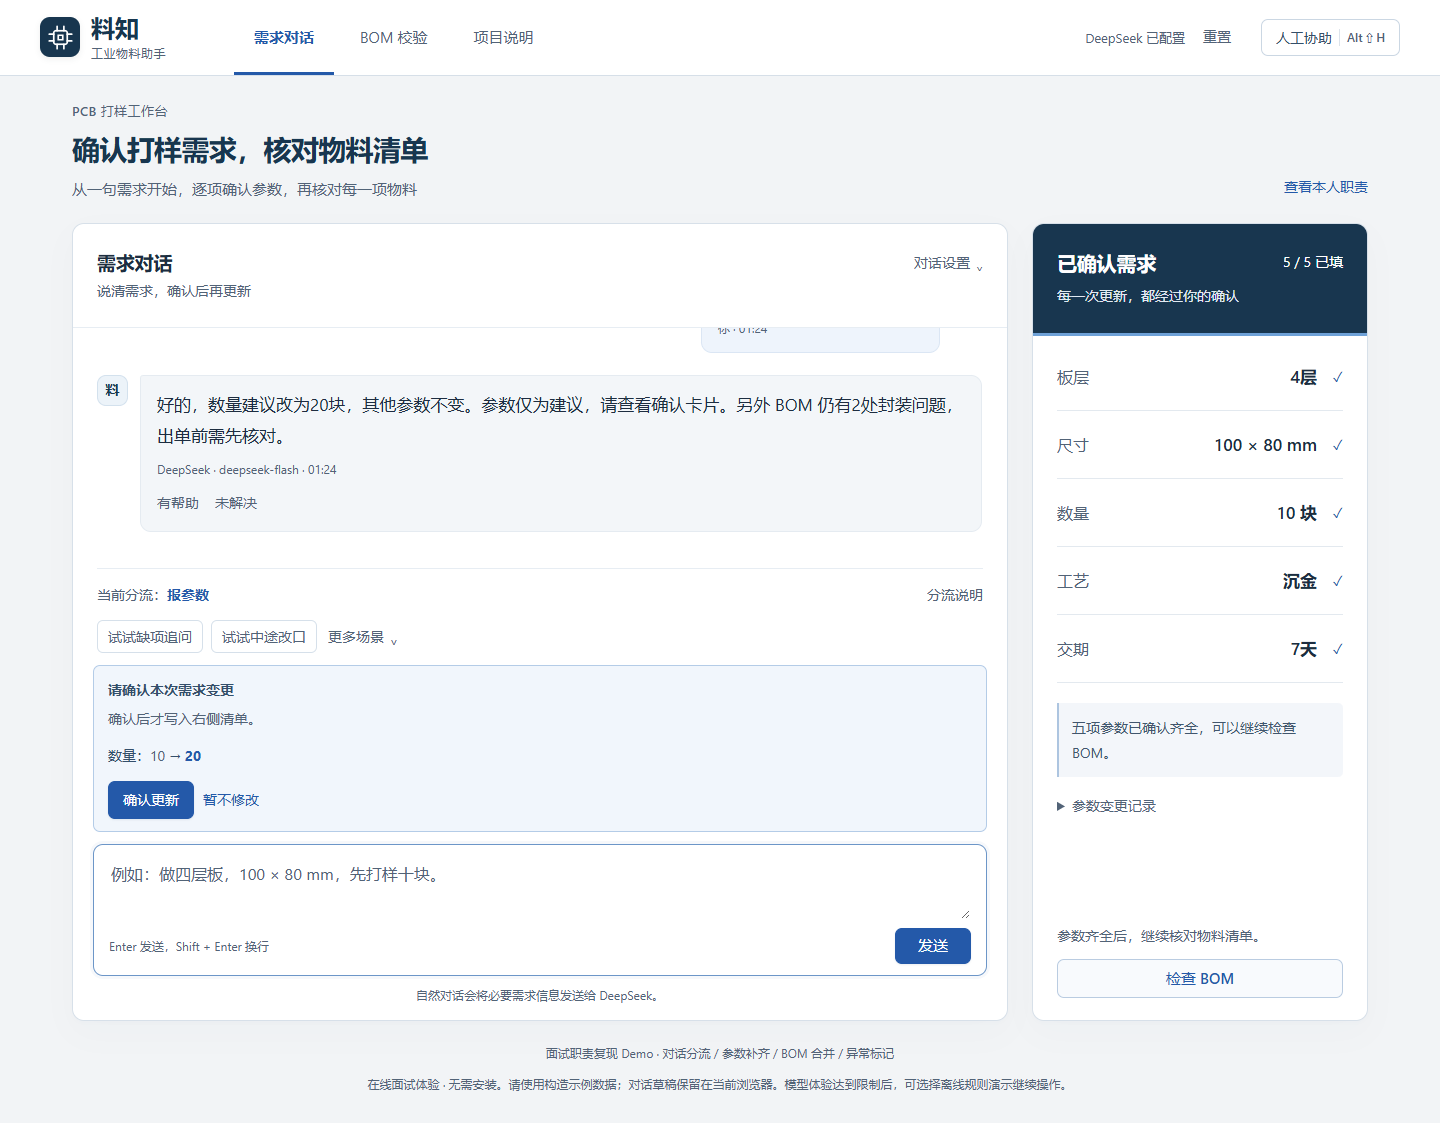 料知
工业物料助手
需求对话
BOM 校验
项目说明
DeepSeek 已配置
重置
人工协助 Alt⇧H
PCB 打样工作台
确认打样需求，核对物料清单
从一句需求开始，逐项确认参数，再核对每一项物料
查看本人职责
需求对话
说清需求，确认后再更新
对话设置
你 · 01:24
料
好的，数量建议改为20块，其他参数不变。参数仅为建议，请查看确认卡片。另外 BOM 仍有2处封装问题，
出单前需先核对。
DeepSeek · deepseek-flash · 01:24
有帮助 未解决
当前分流：报参数
分流说明
试试缺项追问
试试中途改口
更多场景
请确认本次需求变更
确认后才写入右侧清单。
数量：10 → 20
确认更新
暂不修改
例如：做四层板，100 × 80 mm，先打样十块。
Enter 发送，Shift + Enter 换行
发送
自然对话会将必要需求信息发送给 DeepSeek。
已确认需求
5 / 5 已填
每一次更新，都经过你的确认
板层 4层 ✓
尺寸 100 × 80 mm ✓
数量 10 块 ✓
工艺 沉金 ✓
交期 7天 ✓
五项参数已确认齐全，可以继续检查
BOM。
▶ 参数变更记录
参数齐全后，继续核对物料清单。
检查 BOM
面试职责复现 Demo · 对话分流 / 参数补齐 / BOM 合并 / 异常标记
在线面试体验 · 无需安装。请使用构造示例数据；对话草稿保留在当前浏览器。模型体验达到限制后，可选择离线规则演示继续操作。